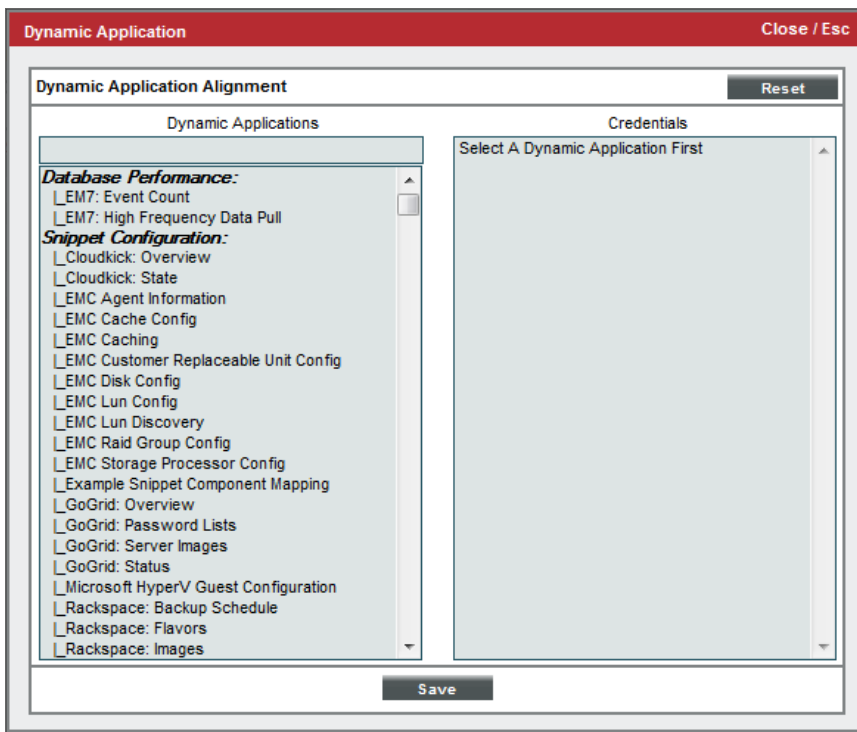 Dynamic Application
Close / Esc
Dynamic Application Alignment
Reset
Dynamic Applications
Database Performance:
|_EM7: Event Count
|_EM7: High Frequency Data Pull
Snippet Configuration:
|_Cloudkick: Overview
|_Cloudkick: State
|_EMC Agent Information
|_EMC Cache Config
|_EMC Caching
|_EMC Customer Replaceable Unit Config
|_EMC Disk Config
|_EMC Lun Config
|_EMC Lun Discovery
|_EMC Raid Group Config
|_EMC Storage Processor Config
|_Example Snippet Component Mapping
|_GoGrid: Overview
|_GoGrid: Password Lists
|_GoGrid: Server Images
|_GoGrid: Status
|_Microsoft HyperV Guest Configuration
|_Rackspace: Backup Schedule
|_Rackspace: Flavors
|_Rackspace: Images
Credentials
Select A Dynamic Application First
Save